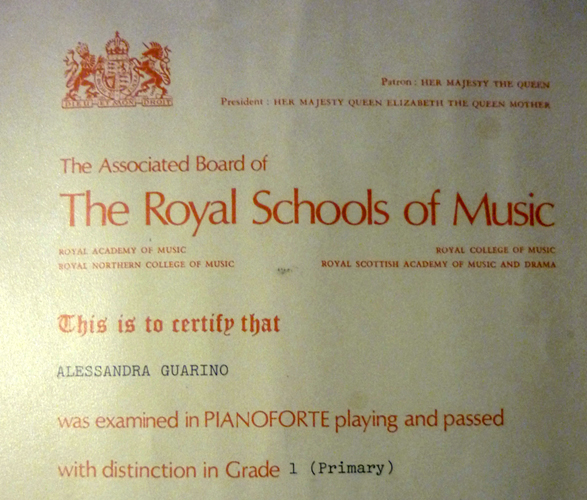 Patron : HER MAJESTY THE QUEEN
President : HER MAJESTY QUEEN ELIZABETH THE QUEEN MOTHER
The Associated Board of
The Royal Schools of Music
ROYAL ACADEMY OF MUSIC ROYAL COLLEGE OF MUSIC
ROYAL NORTHERN COLLEGE OF MUSIC ROYAL SCOTTISH ACADEMY OF MUSIC AND DRAMA
This is to certify that
ALESSANDRA GUARINO
was examined in PIANOFORTE playing and passed
with distinction in Grade 1 (Primary)